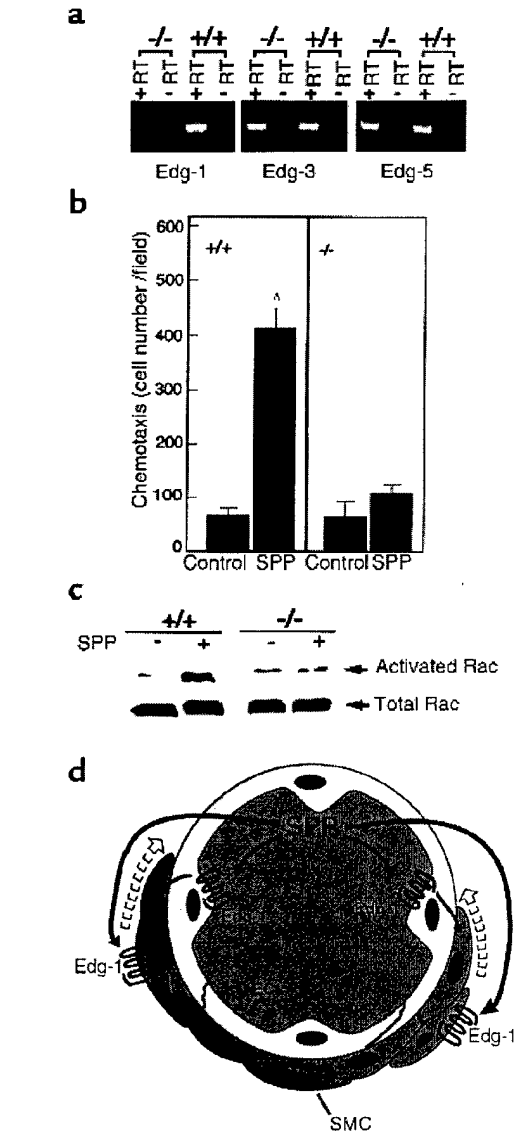 a
-/- +/+ -/- +/+ -/- +/+
+RT -RT +RT -RT +RT -RT +RT -RT +RT -RT +RT -RT
Edg-1 Edg-3 Edg-5
b
Chemotaxis (cell number /field)
600
500
400
300
200
100
0
+/+ -/-
^
Control SPP Control SPP
c
+/+ -/-
SPP - + - +
Activated Rac
Total Rac
d
SPP
Edg-1
Edg-1
SMC